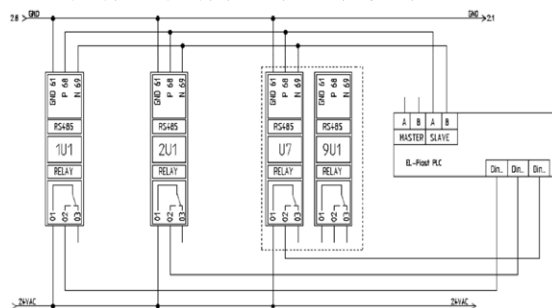 2.8 GND GND 2.1
GND 61 P 68 N 69 GND 61 P 68 N 69 GND 61 P 68 N 69 GND 61 P 68 N 69
RS485 RS485 RS485 RS485
1U1 2U1 U7 9U1
RELAY RELAY RELAY RELAY
01 02 03 01 02 03 01 02 03 01 02 03
A B A B
MASTER SLAVE
EL-Piast PLC
Din.. Din.. Din..
24VAC 24VAC